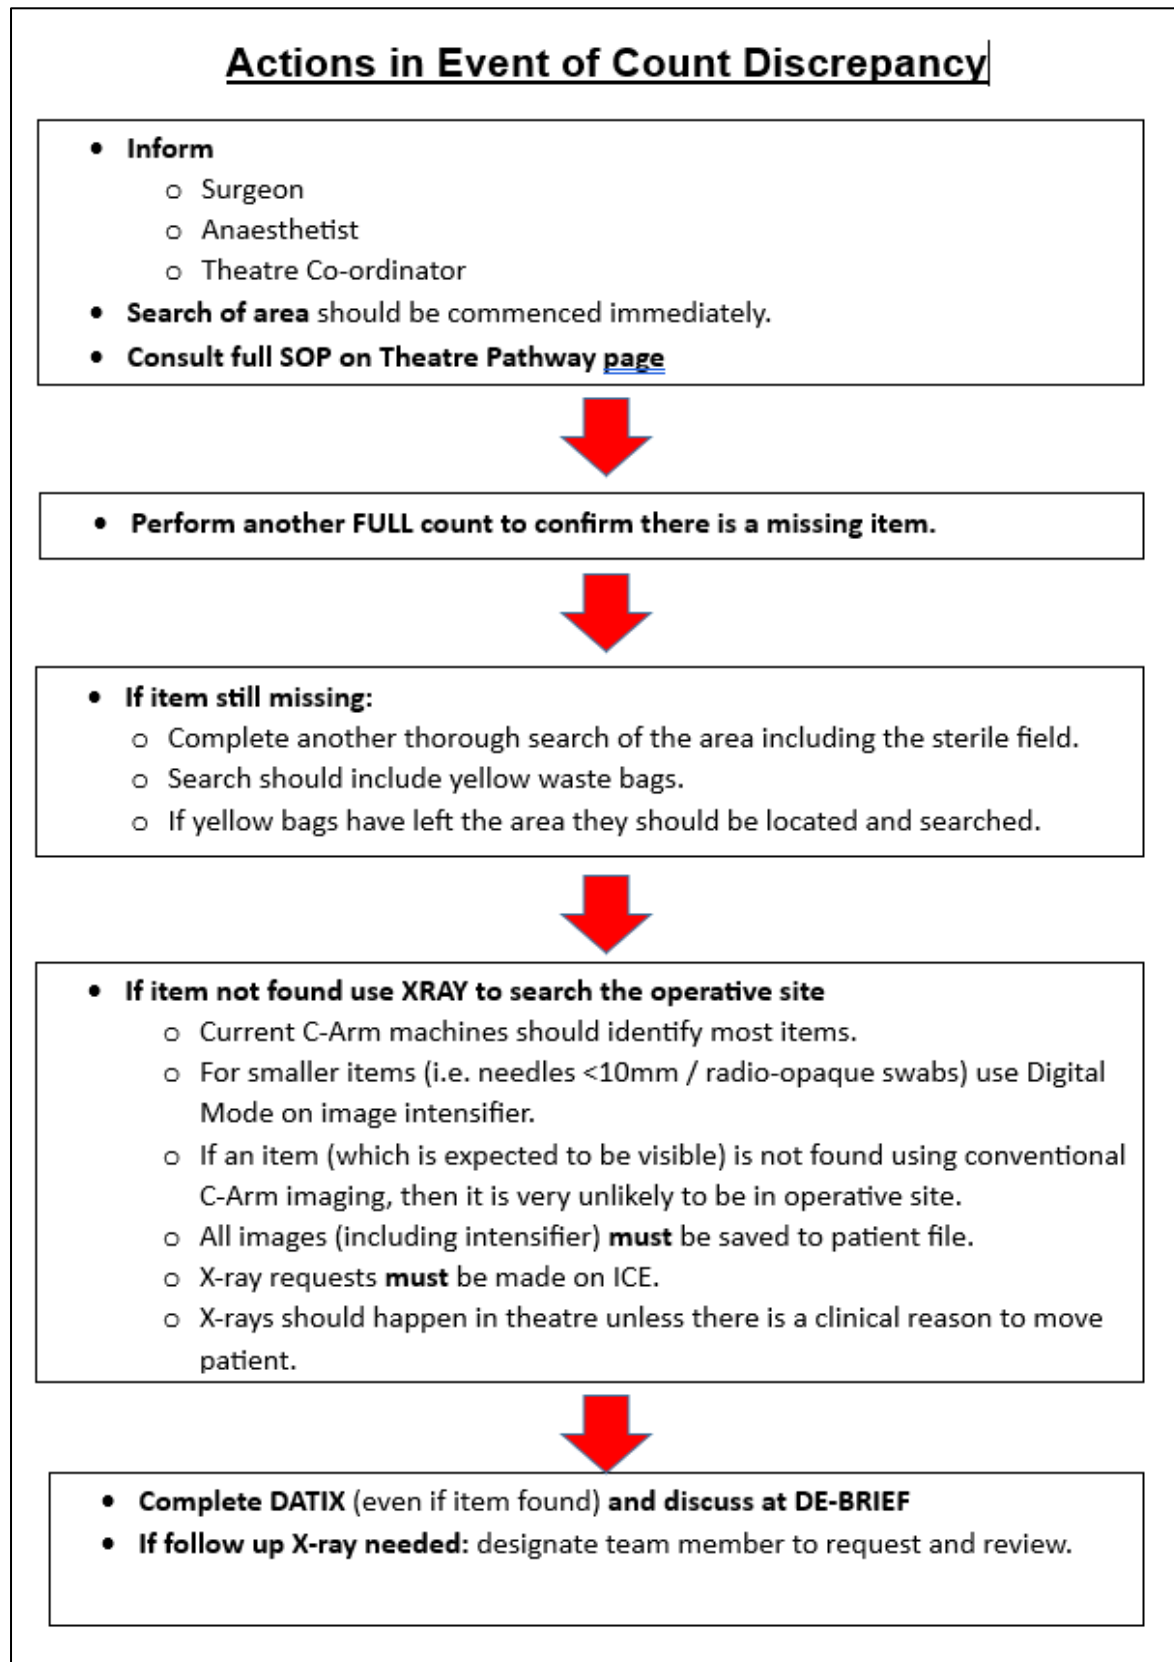 Actions in Event of Count Discrepancy
• Inform
o Surgeon
o Anaesthetist
o Theatre Co-ordinator
• Search of area should be commenced immediately.
• Consult full SOP on Theatre Pathway page
• Perform another FULL count to confirm there is a missing item.
• If item still missing:
o Complete another thorough search of the area including the sterile field.
o Search should include yellow waste bags.
o If yellow bags have left the area they should be located and searched.
• If item not found use XRAY to search the operative site
o Current C-Arm machines should identify most items.
o For smaller items (i.e. needles <10mm / radio-opaque swabs) use Digital
Mode on image intensifier.
o If an item (which is expected to be visible) is not found using conventional
C-Arm imaging, then it is very unlikely to be in operative site.
o All images (including intensifier) must be saved to patient file.
o X-ray requests must be made on ICE.
o X-rays should happen in theatre unless there is a clinical reason to move
patient.
• Complete DATIX (even if item found) and discuss at DE-BRIEF
• If follow up X-ray needed: designate team member to request and review.